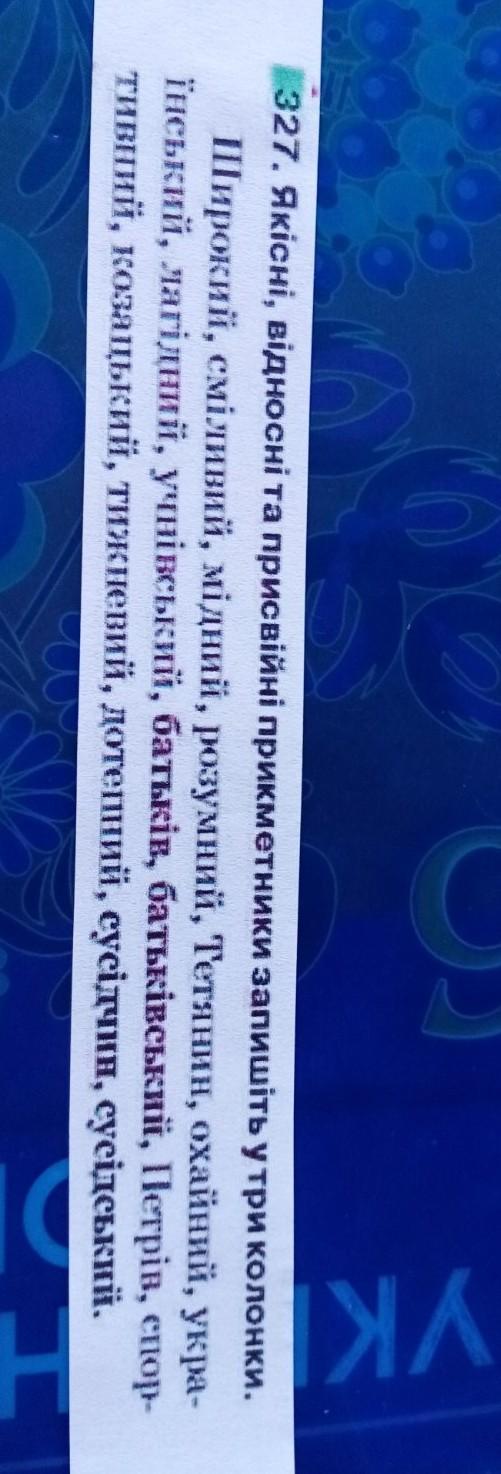 327. Якісні, відносні та присвійні прикметники запишіть у три колонки.
Широкий, сміливий, мідний, розумний, Тетянин, охайний, укра-
їнський, лагідний, учнівський, батьків, батьківський, Петрів, спор-
тивний, козацький, тижневий, дотепний, сусідчин, сусідський.